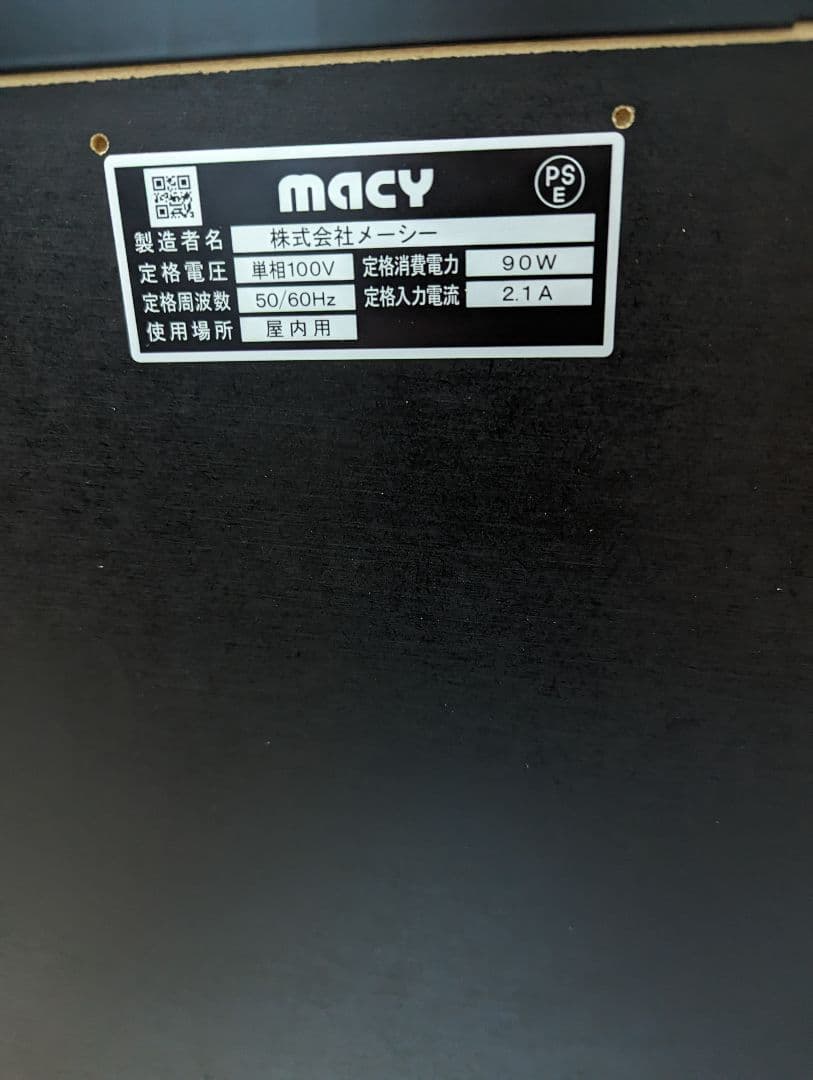 macy
PS
E
製造者名 株式会社メーシー
定格電圧 単相100V 定格消費電力 90W
定格周波数 50/60Hz 定格入力電流 2.1A
使用場所 屋内用